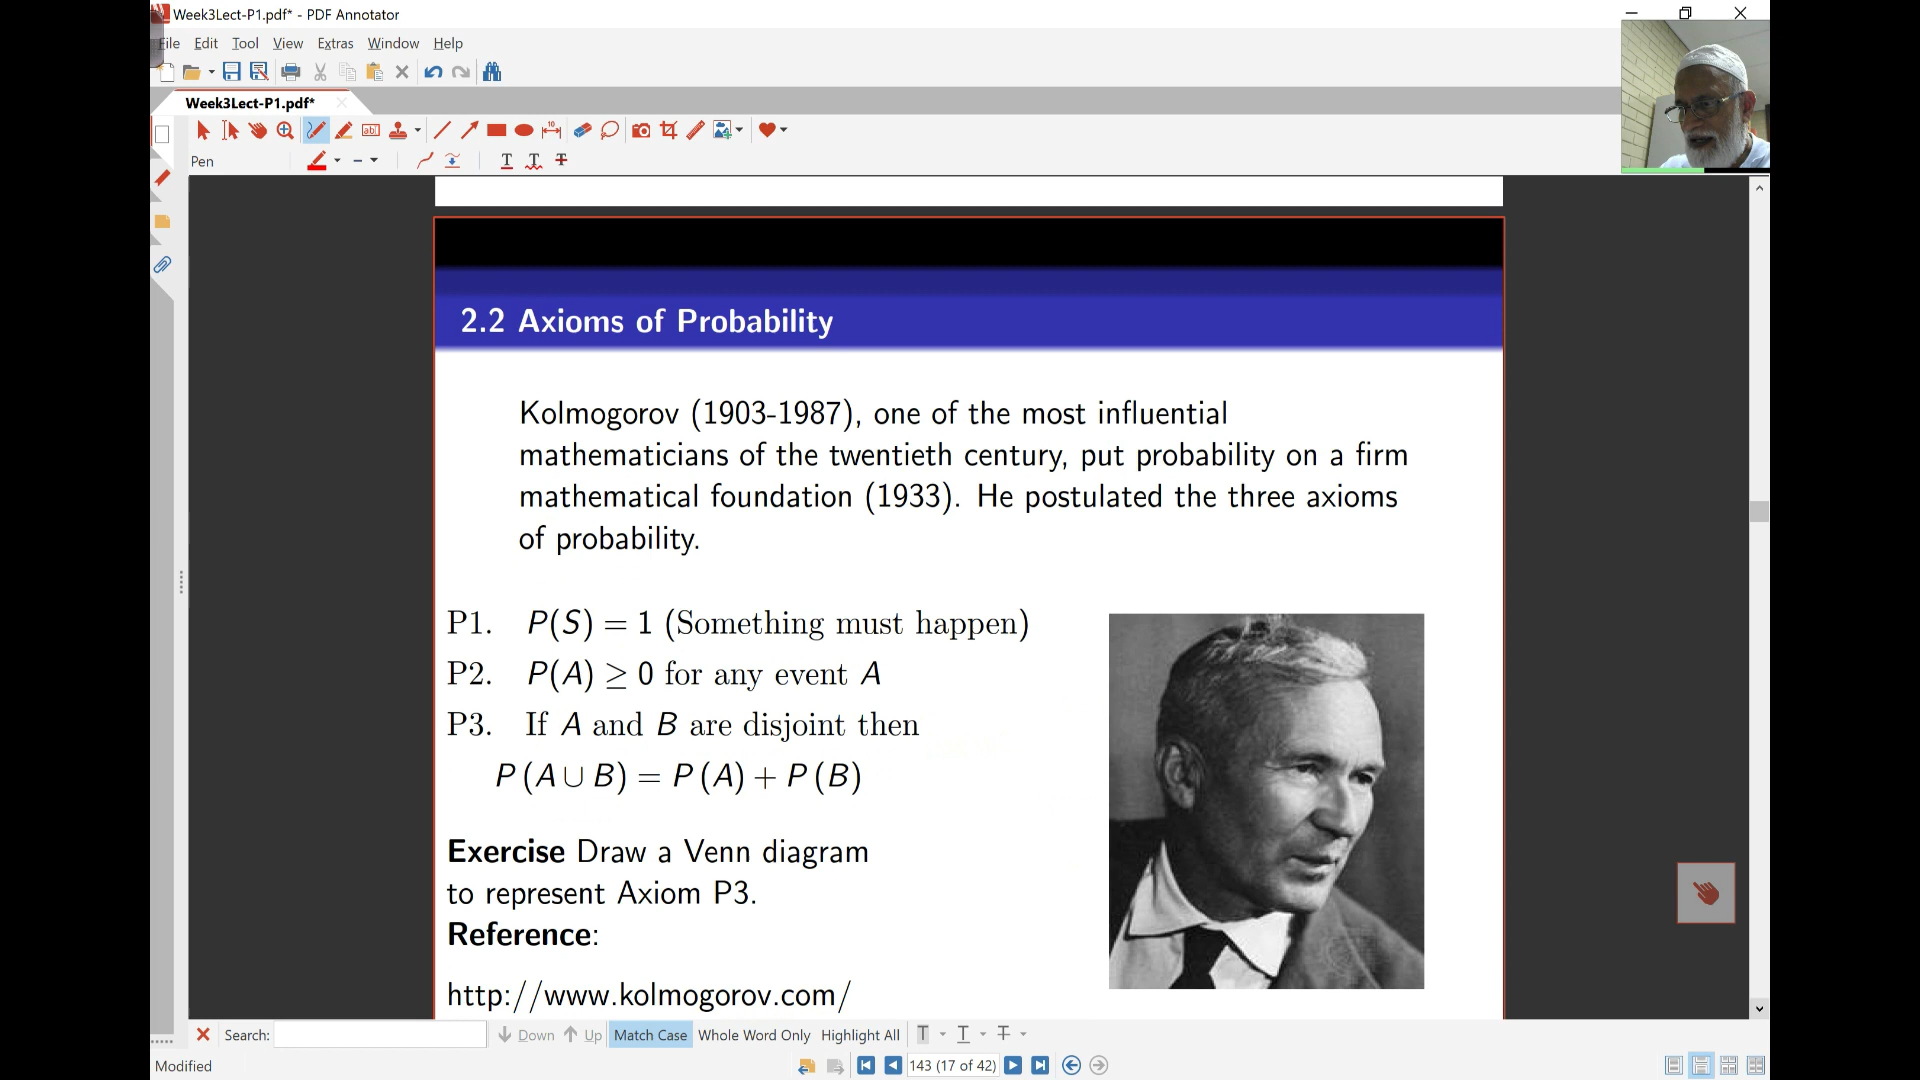 Week3Lect-P1.pdf* - PDF Annotator
File Edit Tool View Extras Window Help
Week3Lect-P1.pdf*
Pen
2.2 Axioms of Probability
Kolmogorov (1903-1987), one of the most influential
mathematicians of the twentieth century, put probability on a firm
mathematical foundation (1933). He postulated the three axioms
of probability.
P1. P(S) = 1 (Something must happen)
P2. P(A) ≥ 0 for any event A
P3. If A and B are disjoint then
P (A ∪ B) = P (A) + P (B)
Exercise Draw a Venn diagram
to represent Axiom P3.
Reference:
http://www.kolmogorov.com/
Search: Down Up Match Case Whole Word Only Highlight All
Modified 143 (17 of 42)